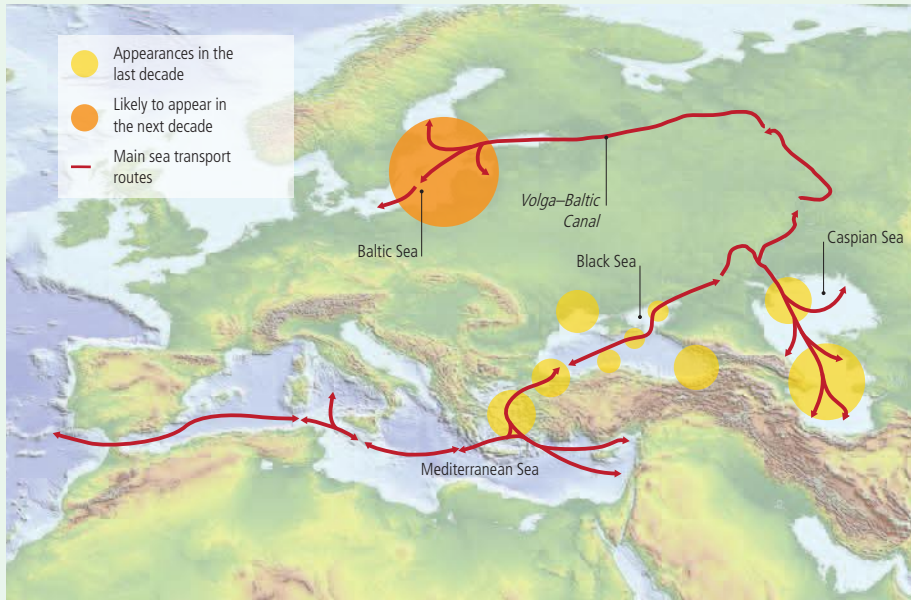 Appearances in the
last decade
Likely to appear in
the next decade
Main sea transport
routes
Volga–Baltic
Canal
Caspian Sea
Baltic Sea
Black Sea
Mediterranean Sea